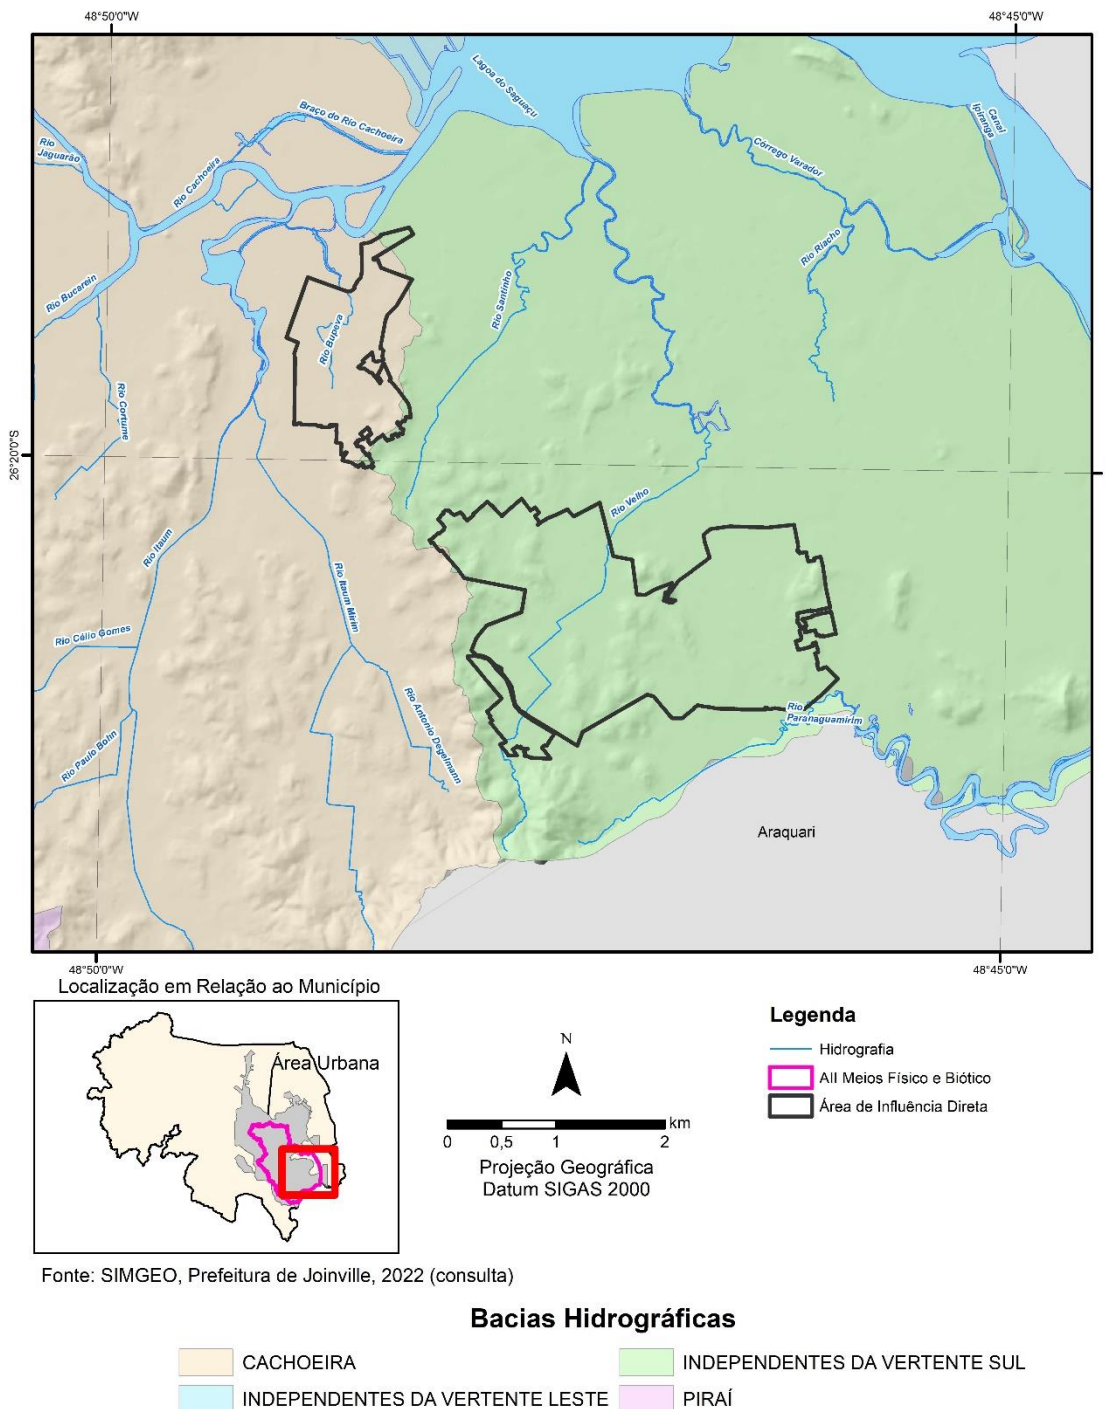 48°50'0"W
48°45'0"W
Lagoa do Saguaçu
Braço do Rio Cachoeira
Canal
Ipiranga
Rio
Jaguarão
Rio Cachoeira
Córrego Varador
Rio Riacho
Rio Bucarein
Rio Santinho
Rio Bupeva
Rio Cortume
26°20'0"S
Rio Velho
Rio Itaum
Rio Itaum Mirim
Rio Célio Gomes
Rio Antonio Degelmann
Rio
Paranaguamirim
Rio Paulo Bohn
Araquari
48°50'0"W
48°45'0"W
Localização em Relação ao Município
Área Urbana
N
km
0 0,5 1 2
Projeção Geográfica
Datum SIGAS 2000
Legenda
Hidrografia
AII Meios Físico e Biótico
Área de Influência Direta
Fonte: SIMGEO, Prefeitura de Joinville, 2022 (consulta)
Bacias Hidrográficas
CACHOEIRA
INDEPENDENTES DA VERTENTE SUL
INDEPENDENTES DA VERTENTE LESTE
PIRAÍ